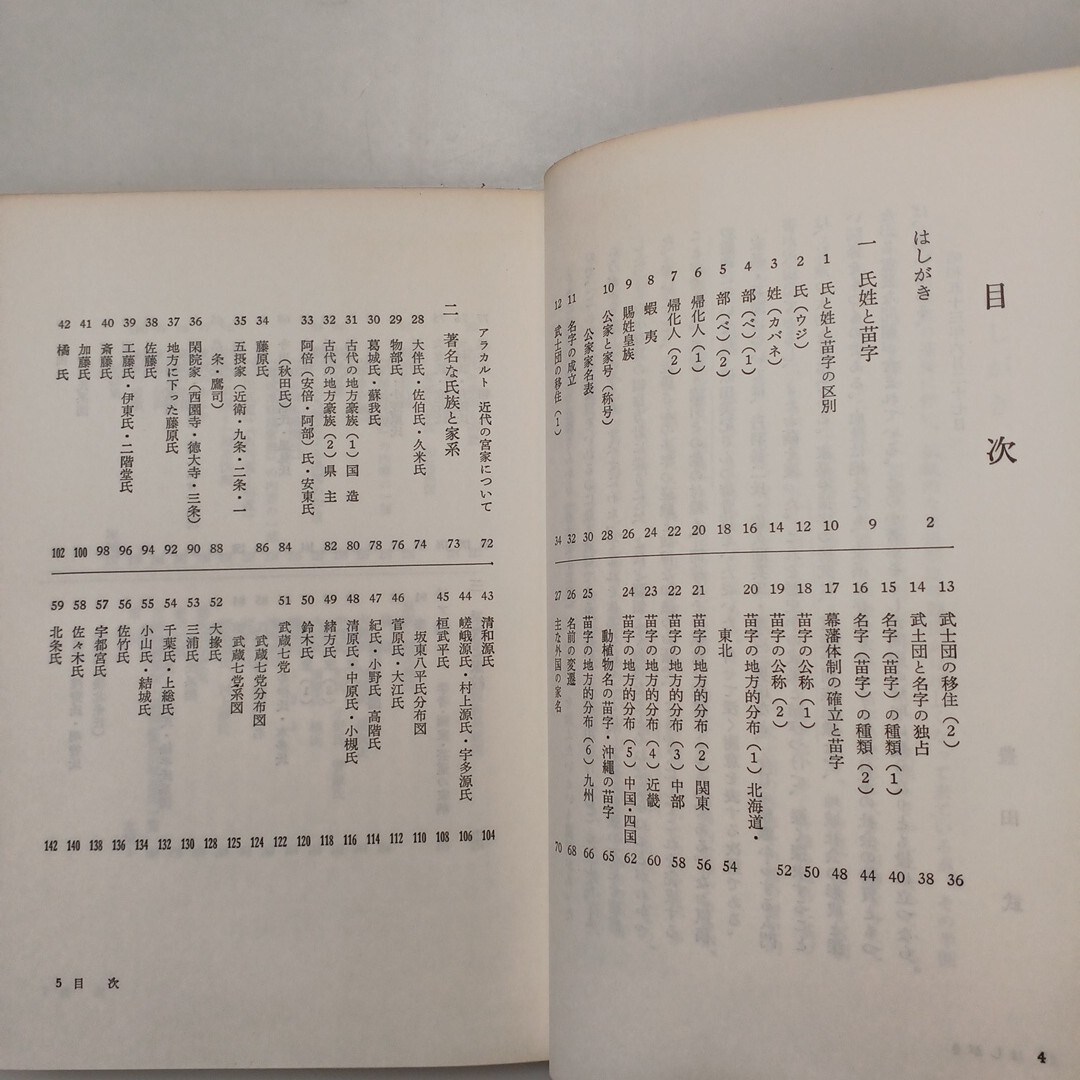 目次
はしがき 2
一 氏姓と苗字 9
1 氏と姓と苗字の区別 10
2 氏(ウジ) 12
3 姓(カバネ) 14
4 部(べ)(1) 16
5 部(べ)(2) 18
6 帰化人(1) 20
7 帰化人(2) 22
8 蝦夷 24
9 賜姓皇族 26
10 公家と家号(称号) 28
公家家名表 30
11 名字の成立 32
12 武士団の移住(1) 34
13 武士団の移住(2) 36
14 武士団と名字の独占 38
15 名字(苗字)の種類(1) 40
16 名字(苗字)の種類(2) 44
17 幕藩体制の確立と苗字 48
18 苗字の公称(1) 50
19 苗字の公称(2) 52
20 苗字の地方的分布(1)北海道・
東北 54
21 苗字の地方的分布(2)関東 56
22 苗字の地方的分布(3)中部 58
23 苗字の地方的分布(4)近畿 60
24 苗字の地方的分布(5)中国・四国 62
動植物名の苗字・沖縄の苗字 65
25 苗字の地方的分布(6)九州 66
26 名前の変遷 68
27 主な外国の家名 70
4
アラカルト 近代の宮家について 72
二 著名な氏族と家系 73
28 大伴氏・佐伯氏・久米氏 74
29 物部氏 76
30 葛城氏・蘇我氏 78
31 古代の地方豪族(1)国造 80
32 古代の地方豪族(2)県主 82
33 阿倍(安倍・阿部)氏・安東氏
(秋田氏) 84
34 藤原氏 86
35 五摂家(近衛・九条・二条・一
条・鷹司) 88
36 閑院家(西園寺・徳大寺・三条) 90
37 地方に下った藤原氏 92
38 佐藤氏 94
39 工藤氏・伊東氏・二階堂氏 96
40 斎藤氏 98
41 加藤氏 100
42 橘氏 102
43 清和源氏 104
44 嵯峨源氏・村上源氏・宇多源氏 106
45 桓武平氏 108
坂東八平氏分布図 110
46 菅原氏・大江氏 112
47 紀氏・小野氏 高階氏 114
48 清原氏・中原氏・小槻氏 116
49 緒方氏 118
50 鈴木氏 120
51 武蔵七党 122
武蔵七党分布図 124
武蔵七党系図 125
52 大掾氏 128
53 三浦氏 130
54 千葉氏・上総氏 132
55 小山氏・結城氏 134
56 佐竹氏 136
57 宇都宮氏 138
58 佐々木氏 140
59 北条氏 142
5 目次